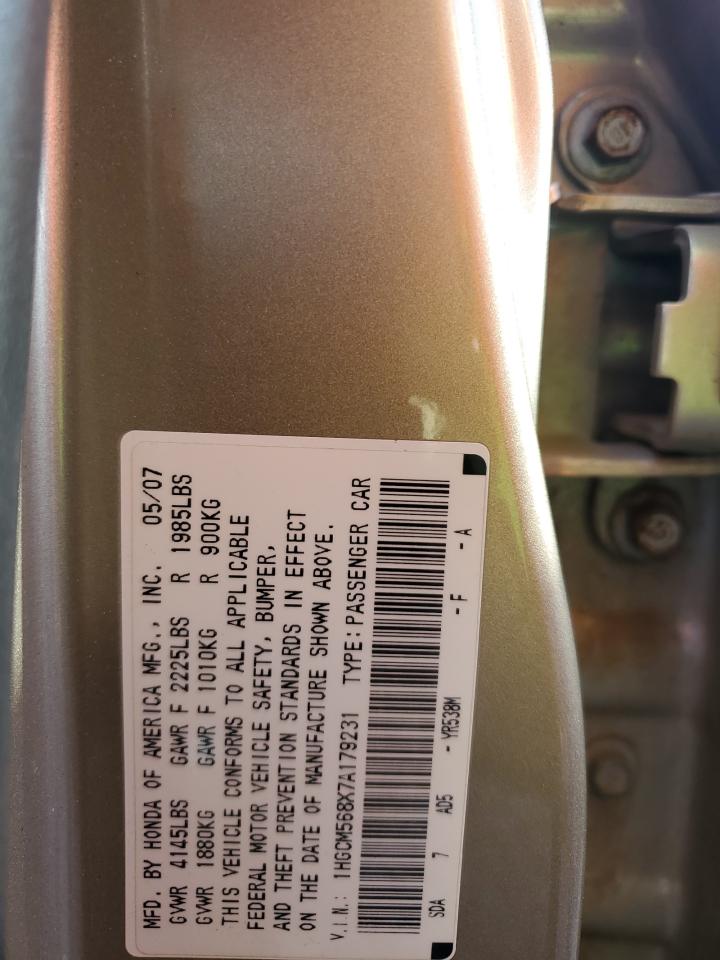 MFD. BY HONDA OF AMERICA MFG., INC. 05/07
GVWR 4145LBS GAWR F 2225LBS R 1985LBS
GVWR 1880KG GAWR F 1010KG R 900KG
THIS VEHICLE CONFORMS TO ALL APPLICABLE
FEDERAL MOTOR VEHICLE SAFETY, BUMPER,
AND THEFT PREVENTION STANDARDS IN EFFECT
ON THE DATE OF MANUFACTURE SHOWN ABOVE.
V.I.N.: 1HGCM568X7A179231 TYPE:PASSENGER CAR
SDA 7 AD5 - YR538M - F - A